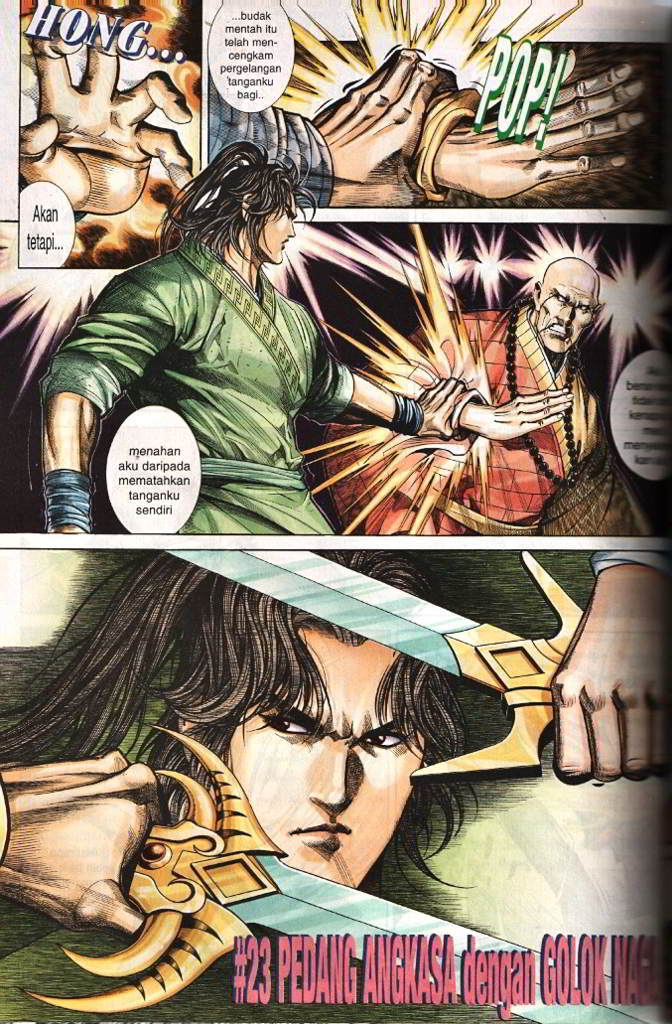 HONG...
...budak
mentah itu
telah men-
cengkam
pergelangan
tanganku
bagi..
POP!
Akan
tetapi...
menahan
aku daripada
mematahkan
tanganku
sendiri
#23 PEDANG ANGKASA dengan GOLOK NAGA